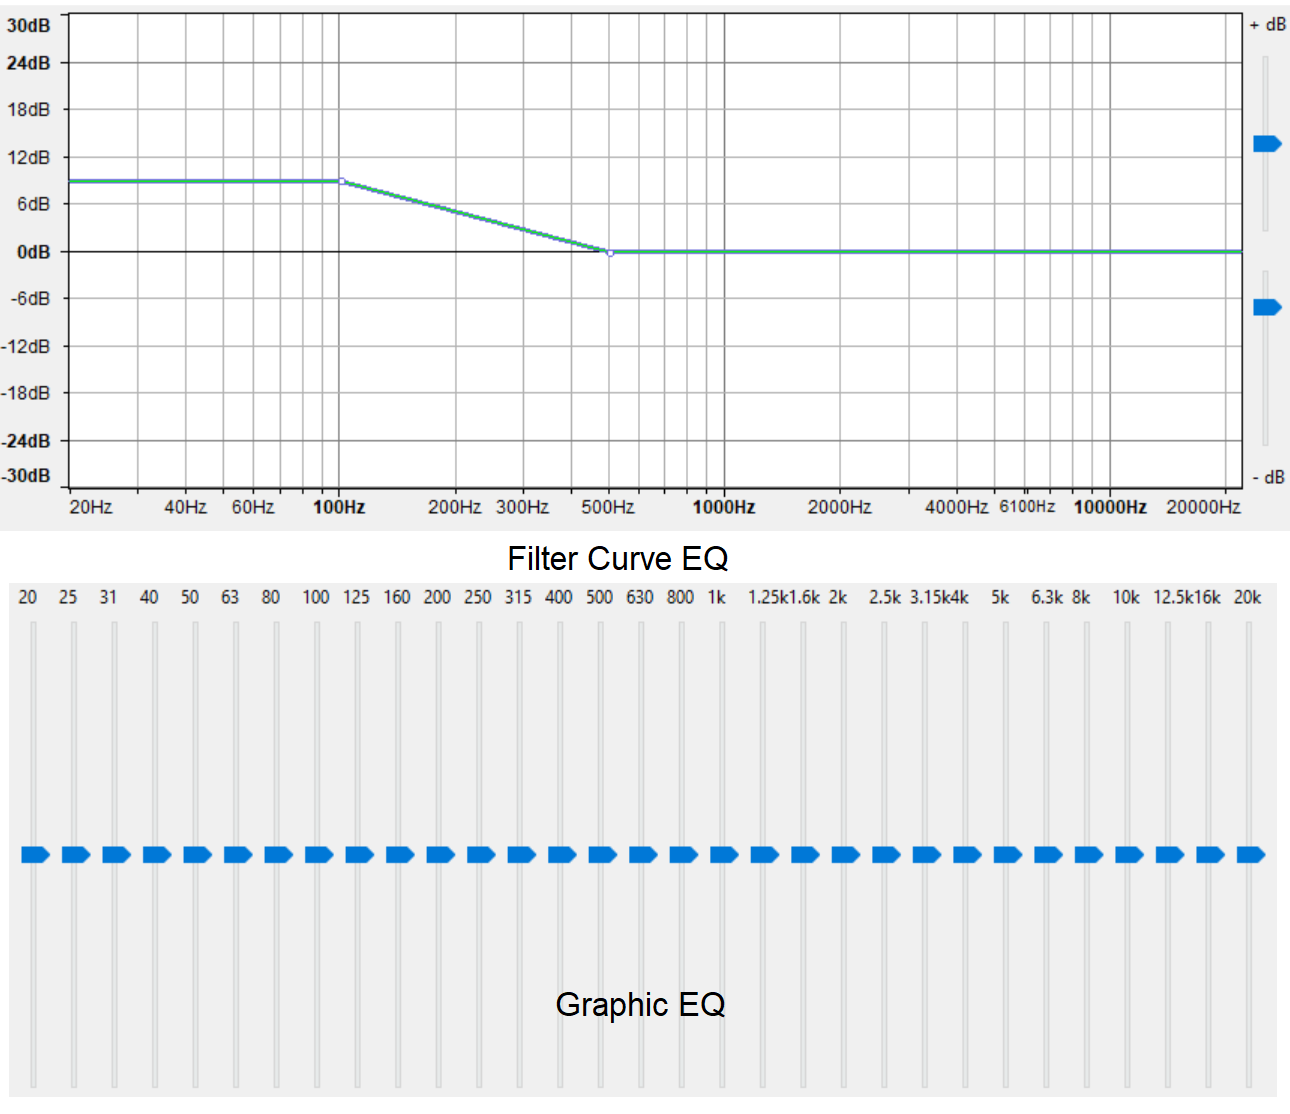 30dB
+ dB
24dB
18dB
12dB
6dB
0dB
-6dB
-12dB
-18dB
-24dB
-30dB
- dB
20Hz 40Hz 60Hz 100Hz 200Hz 300Hz 500Hz 1000Hz 2000Hz 4000Hz 6100Hz 10000Hz 20000Hz
Filter Curve EQ
20 25 31 40 50 63 80 100 125 160 200 250 315 400 500 630 800 1k 1.25k 1.6k 2k 2.5k 3.15k 4k 5k 6.3k 8k 10k 12.5k 16k 20k
Graphic EQ